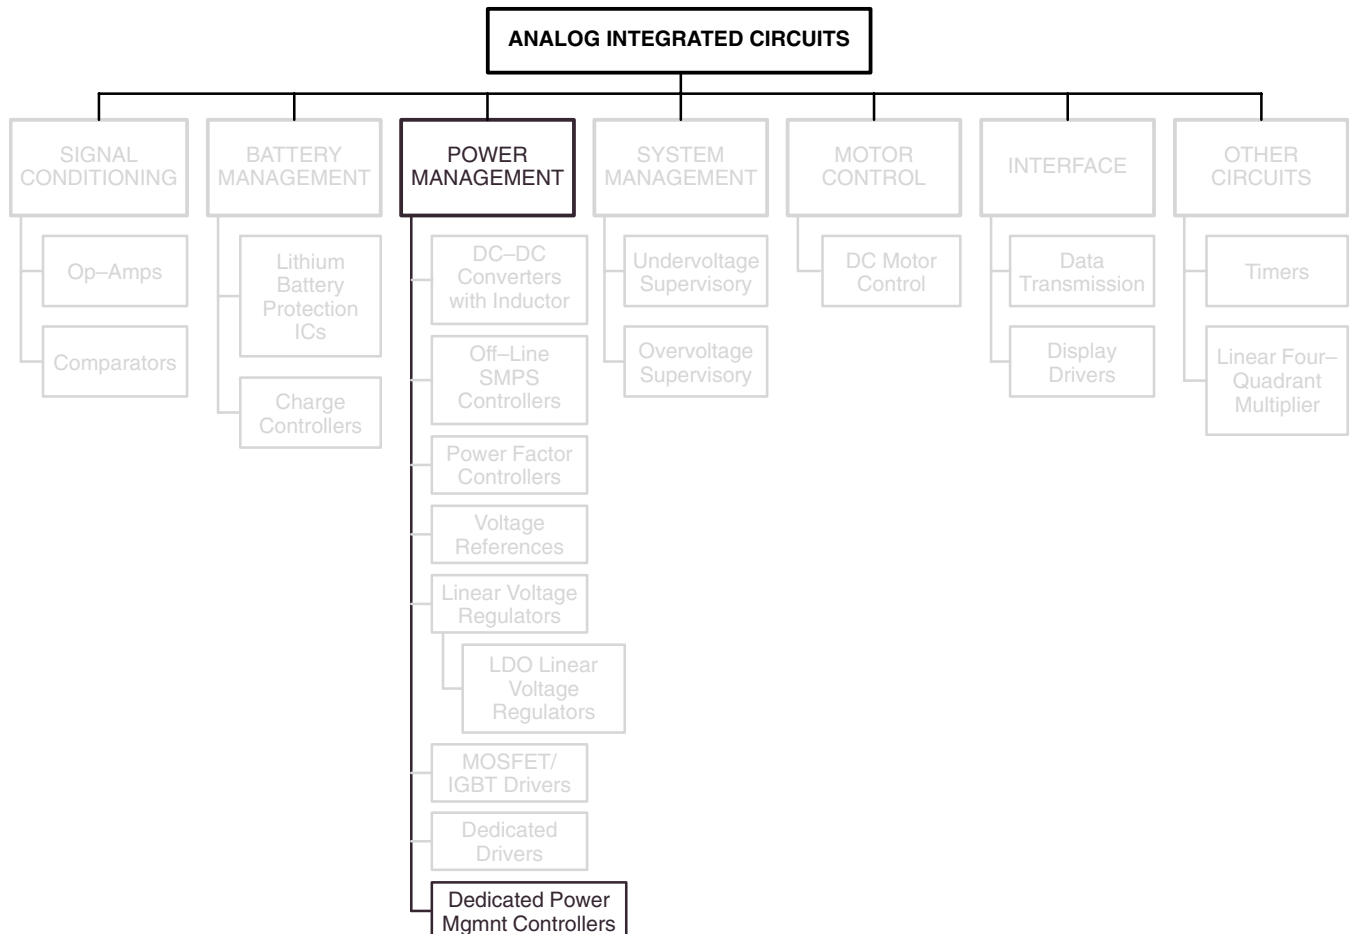 ANALOG INTEGRATED CIRCUITS
SIGNAL
CONDITIONING
BATTERY
MANAGEMENT
POWER
MANAGEMENT
SYSTEM
MANAGEMENT
MOTOR
CONTROL
INTERFACE
OTHER
CIRCUITS
Op–Amps
Comparators
Lithium
Battery
Protection
ICs
Charge
Controllers
DC–DC
Converters
with Inductor
Off–Line
SMPS
Controllers
Power Factor
Controllers
Voltage
References
Linear Voltage
Regulators
LDO Linear
Voltage
Regulators
MOSFET/
IGBT Drivers
Dedicated
Drivers
Dedicated Power
Mgmnt Controllers
Undervoltage
Supervisory
Overvoltage
Supervisory
DC Motor
Control
Data
Transmission
Display
Drivers
Timers
Linear Four–
Quadrant
Multiplier